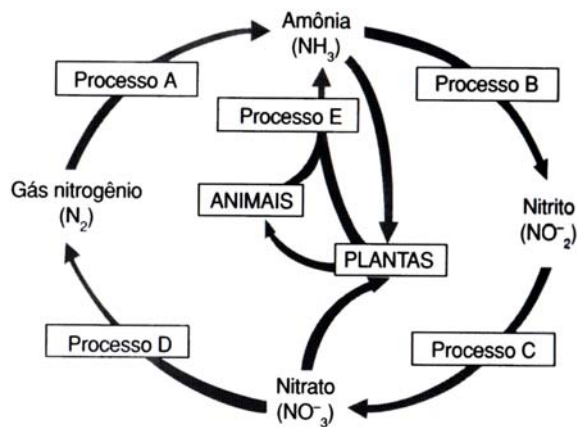 Amônia
(NH₃)
Processo A
Processo B
Processo E
Gás nitrogênio
(N₂)
ANIMAIS
Nitrito
(NO⁻₂)
PLANTAS
Processo D
Processo C
Nitrato
(NO⁻₃)